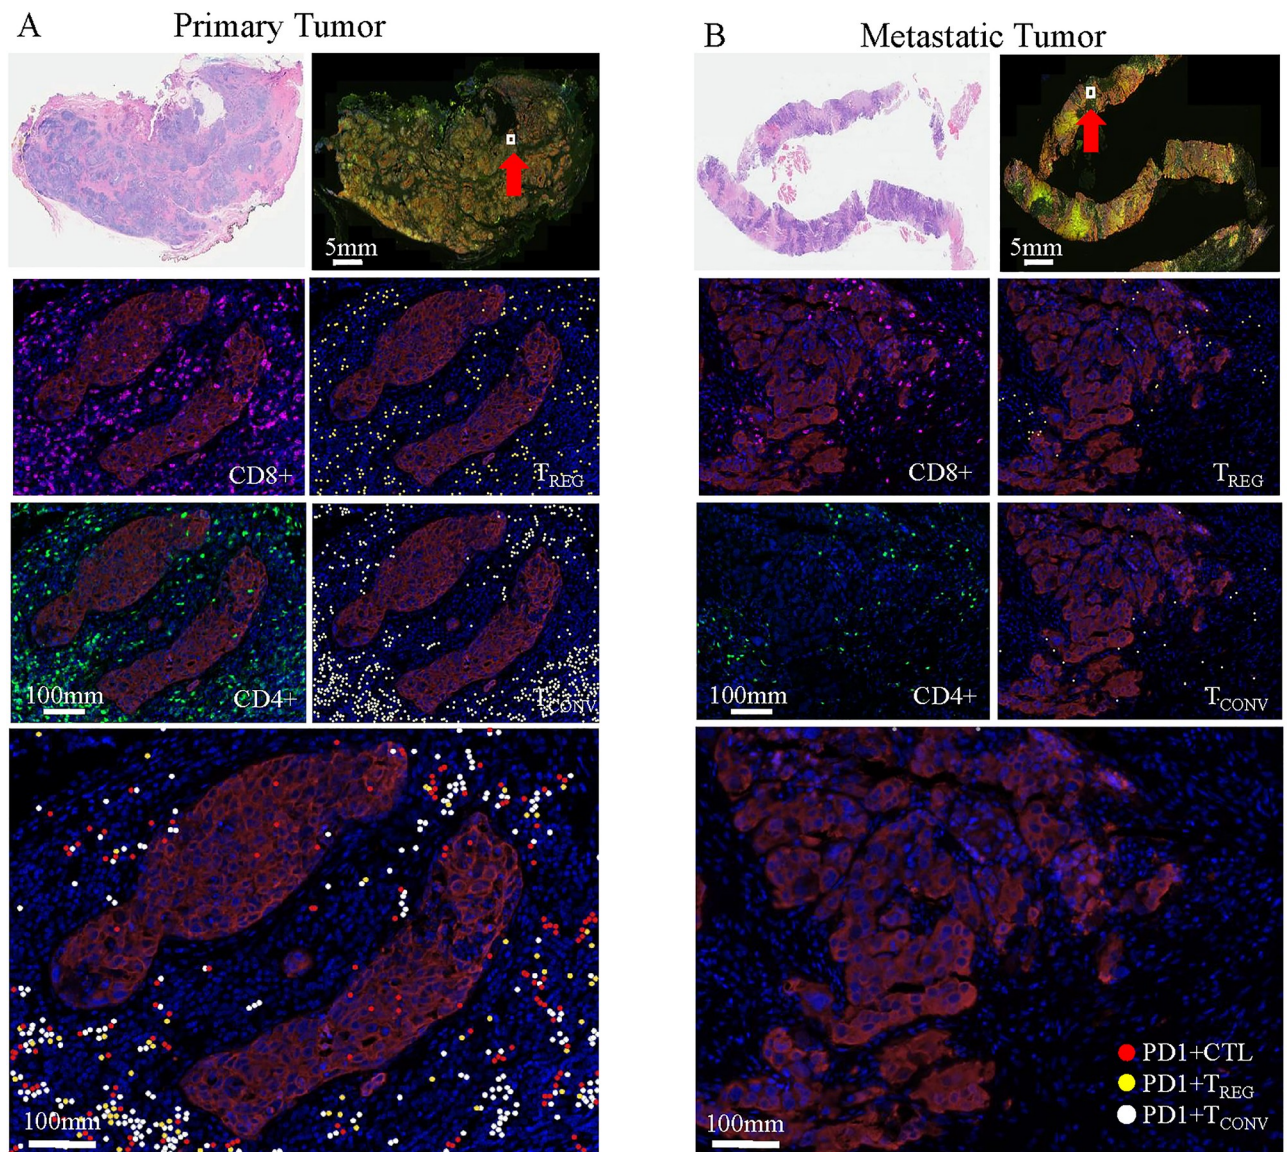 A Primary Tumor
B Metastatic Tumor
5mm
5mm
CD8+
TREG
CD8+
TREG
100mm
CD4+
TCONV
100mm
CD4+
TCONV
100mm
100mm
PD1+CTL
PD1+TREG
PD1+TCONV